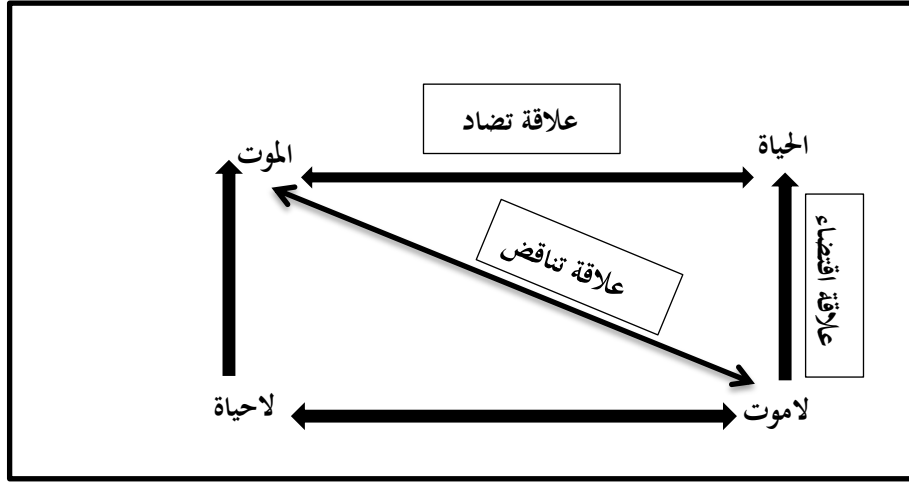 علاقة تضاد
الحياة
الموت
علاقة اقتضاء
علاقة تناقض
لاموت
لاحياة